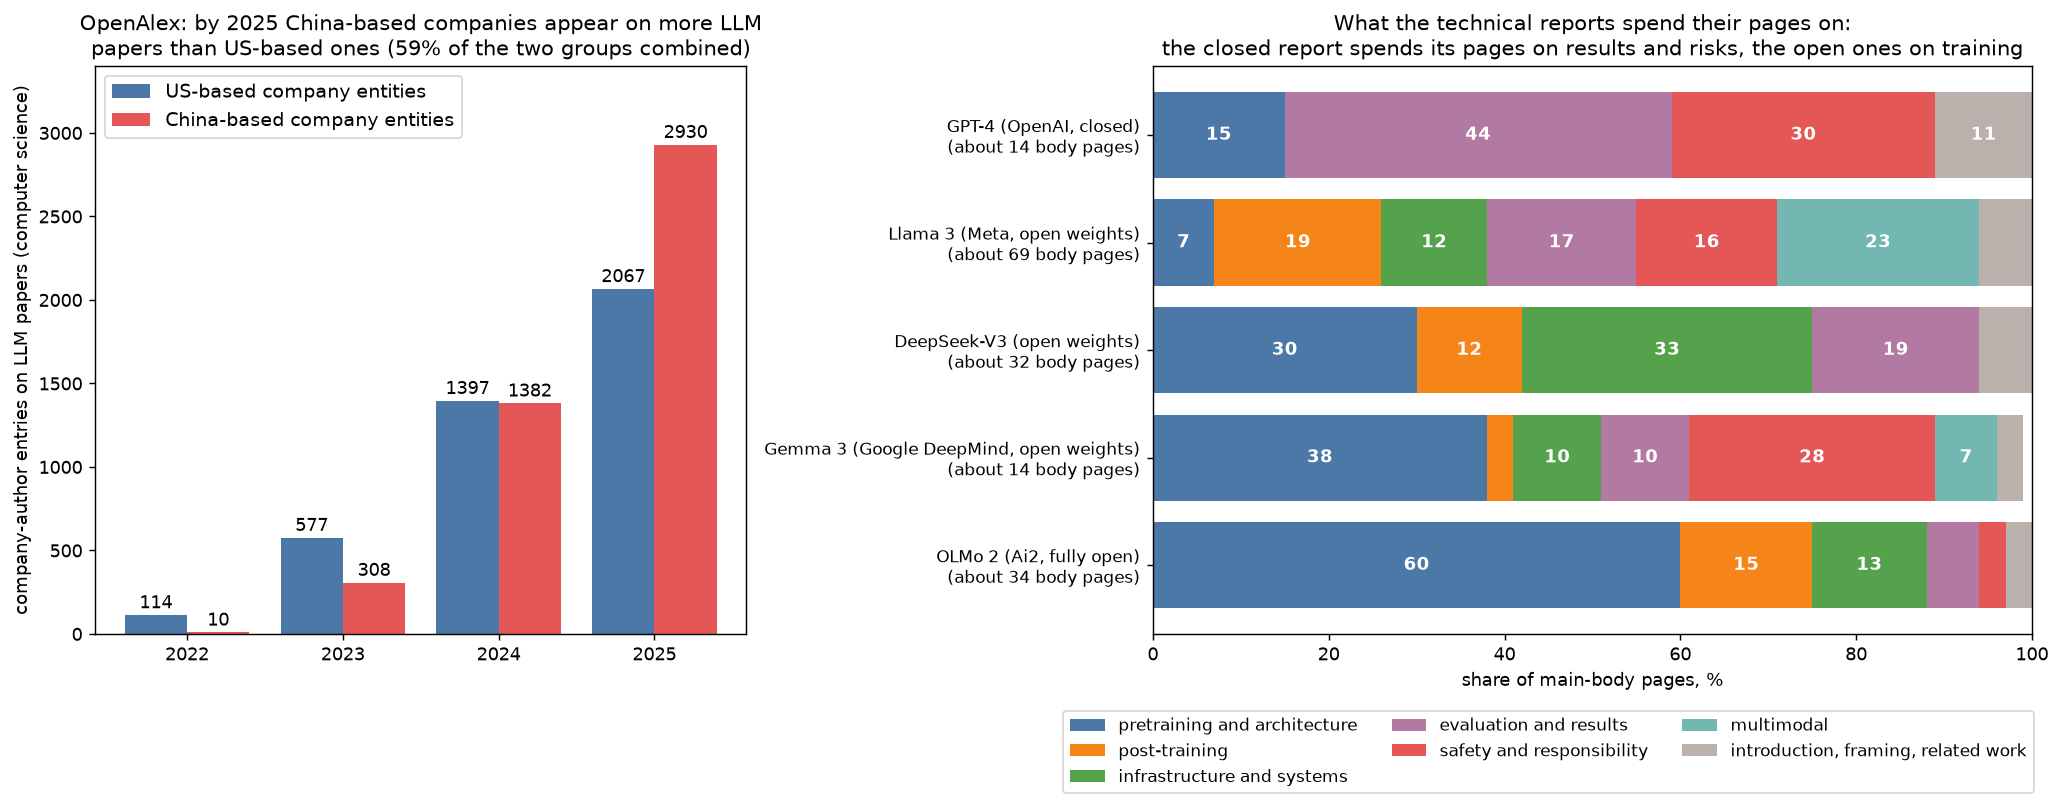 OpenAlex: by 2025 China-based companies appear on more LLM
papers than US-based ones (59% of the two groups combined)
US-based company entities
China-based company entities
company-author entries on LLM papers (computer science)
3000
2500
2000
1500
1000
500
0
114
10
577
308
1397
1382
2067
2930
2022
2023
2024
2025
What the technical reports spend their pages on:
the closed report spends its pages on results and risks, the open ones on training
GPT-4 (OpenAI, closed)
(about 14 body pages)
15
44
30
11
Llama 3 (Meta, open weights)
(about 69 body pages)
7
19
12
17
16
23
DeepSeek-V3 (open weights)
(about 32 body pages)
30
12
33
19
Gemma 3 (Google DeepMind, open weights)
(about 14 body pages)
38
10
10
28
7
OLMo 2 (Ai2, fully open)
(about 34 body pages)
60
15
13
0
20
40
60
80
100
share of main-body pages, %
pretraining and architecture
post-training
infrastructure and systems
evaluation and results
safety and responsibility
multimodal
introduction, framing, related work